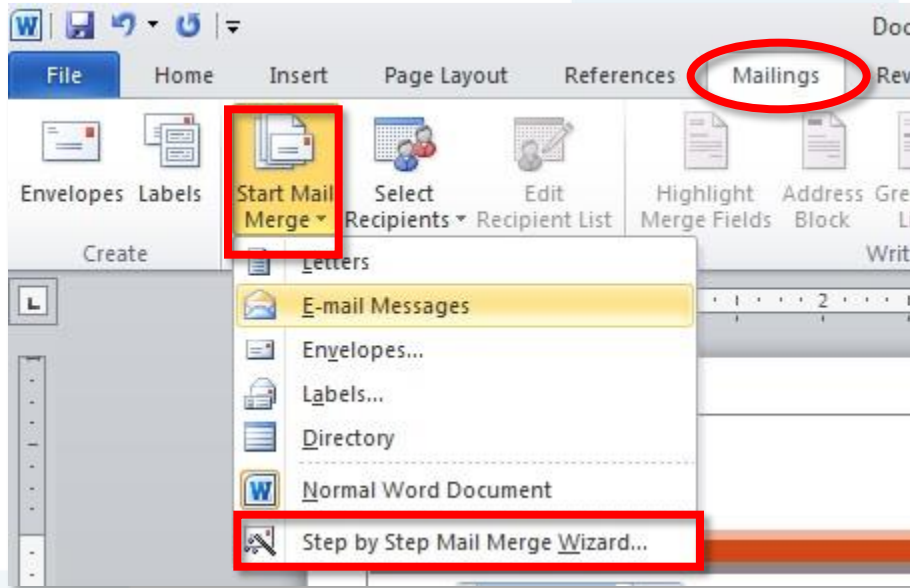 W
Doc
File Home Insert Page Layout References Mailings Rev
Envelopes Labels Start Mail Select Edit Highlight Address Gre
Merge Recipients Recipient List Merge Fields Block L
Create Writ
Letters
L 1 2
E-mail Messages
Envelopes...
Labels...
Directory
W Normal Word Document
Step by Step Mail Merge Wizard...